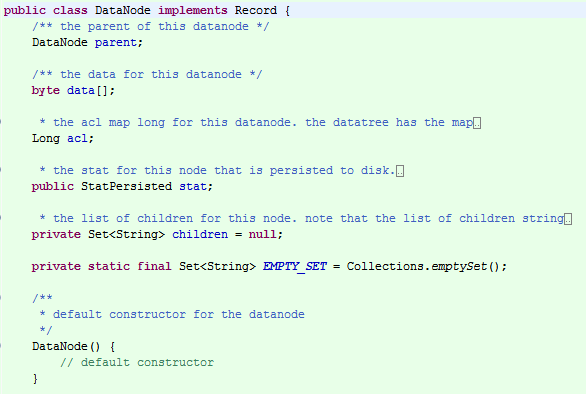 public class DataNode implements Record {
/** the parent of this datanode */
DataNode parent;
/** the data for this datanode */
byte data[];
* the acl map long for this datanode. the datatree has the map
Long acl;
* the stat for this node that is persisted to disk.
public StatPersisted stat;
* the list of children for this node. note that the list of children string
private Set<String> children = null;
private static final Set<String> EMPTY_SET = Collections.emptySet();
/**
* default constructor for the datanode
*/
DataNode() {
// default constructor
}